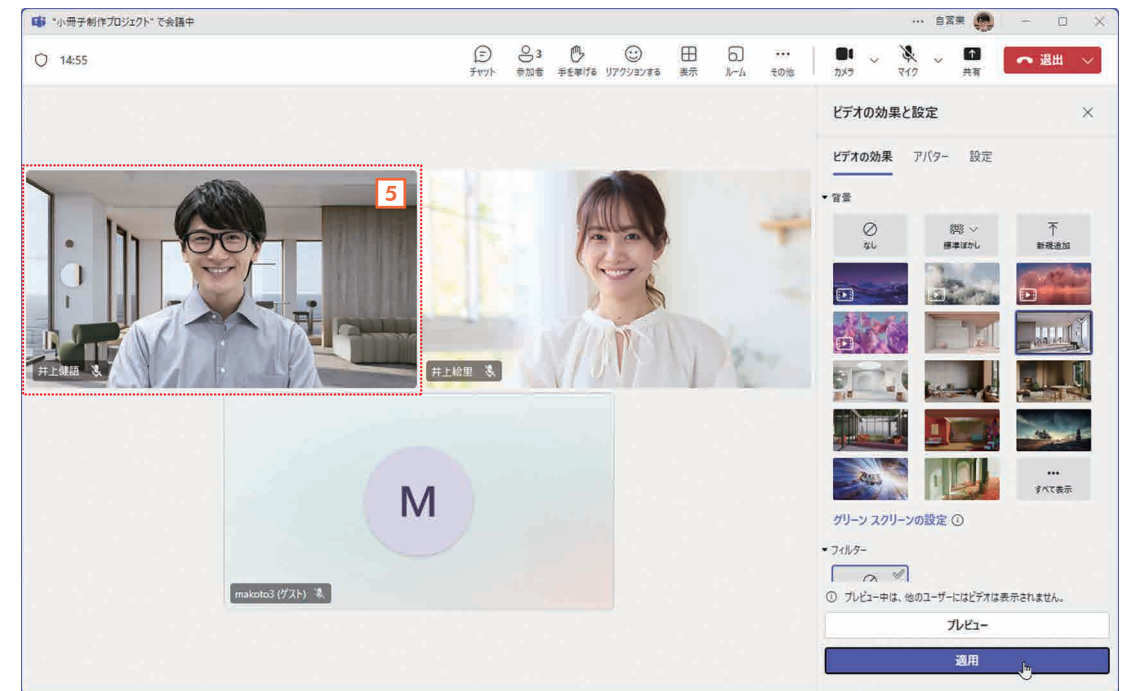 "小冊子制作プロジェクト" で会議中
自営業
14:55
チャット
参加者 3
手を挙げる
リアクションする
表示
ルーム
その他
カメラ
マイク
共有
退出
5
井上健語
井上絵里
M
makoto3 (ゲスト)
ビデオの効果と設定
ビデオの効果 アバター 設定
背景
なし
標準ぼかし
新規追加
すべて表示
グリーン スクリーンの設定
フィルター
プレビュー中は、他のユーザーにはビデオは表示されません。
プレビュー
適用